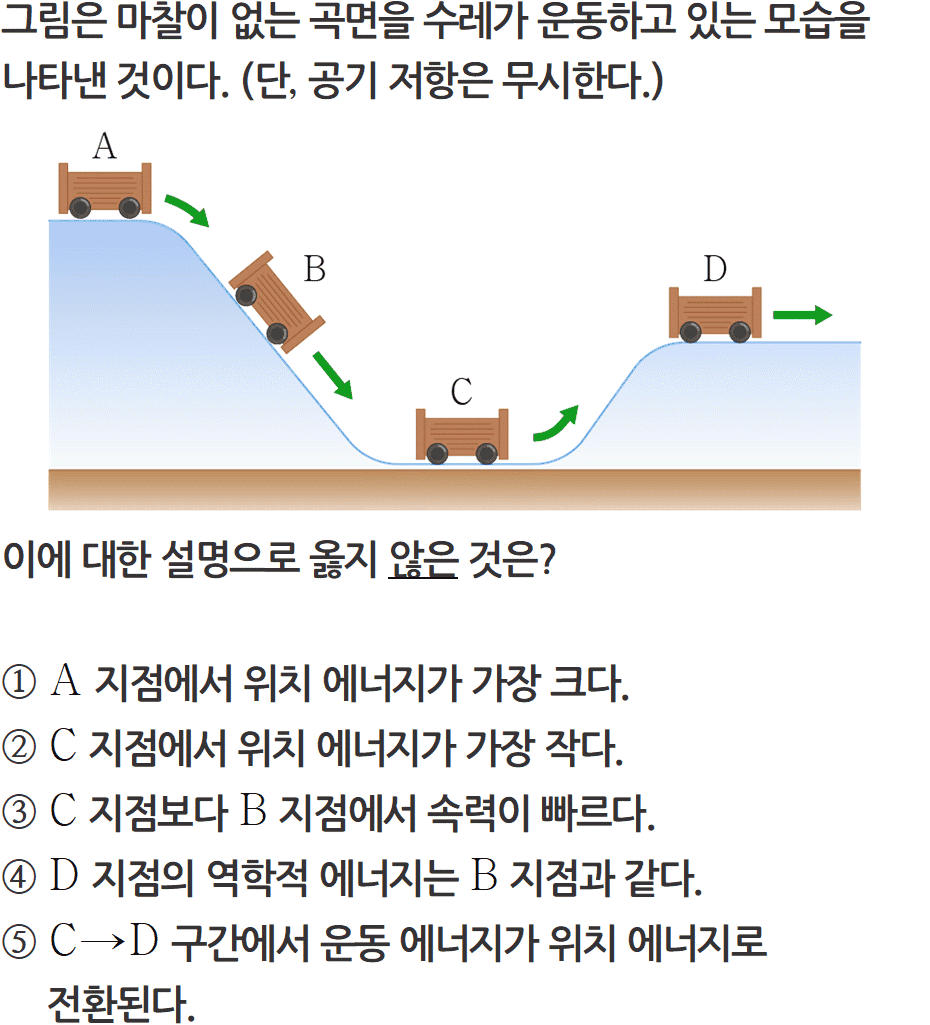 그림은 마찰이 없는 곡면을 수레가 운동하고 있는 모습을
나타낸 것이다. (단, 공기 저항은 무시한다.)
A
B
D
C
이에 대한 설명으로 옳지 않은 것은?
① A 지점에서 위치 에너지가 가장 크다.
② C 지점에서 위치 에너지가 가장 작다.
③ C 지점보다 B 지점에서 속력이 빠르다.
④ D 지점의 역학적 에너지는 B 지점과 같다.
⑤ C→D 구간에서 운동 에너지가 위치 에너지로
전환된다.